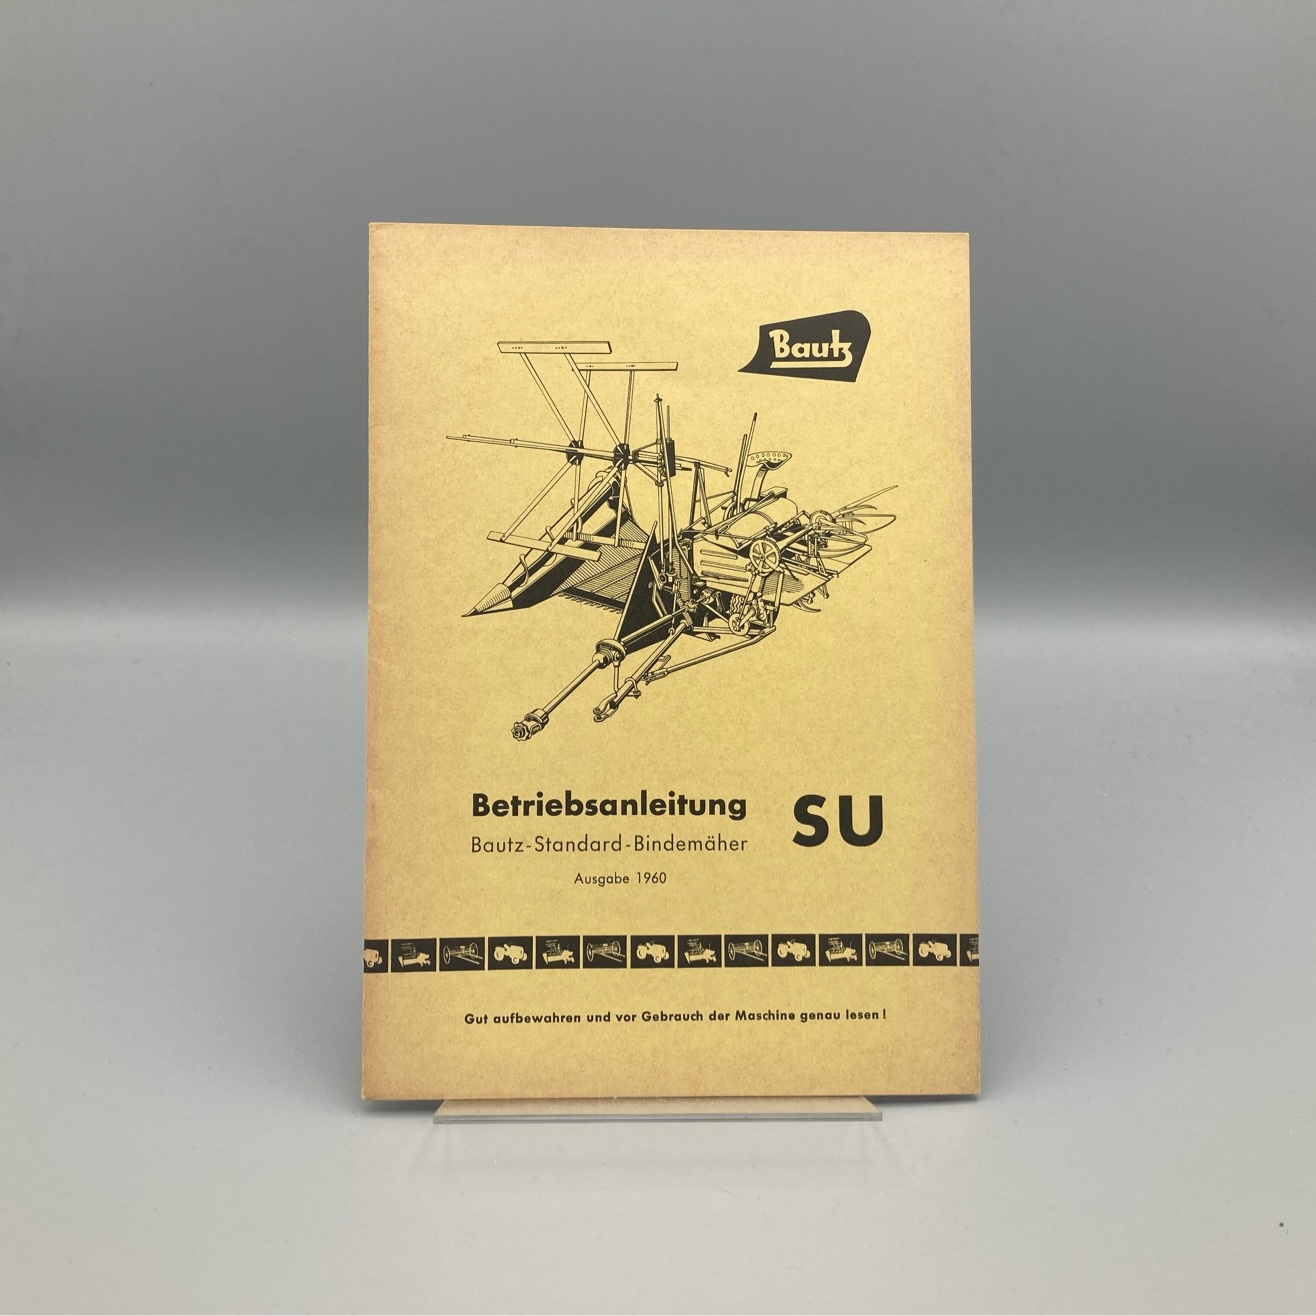 Bautz
Betriebsanleitung
SU
Bautz-Standard-Bindemäher
Ausgabe 1960
Gut aufbewahren und vor Gebrauch der Maschine genau lesen!